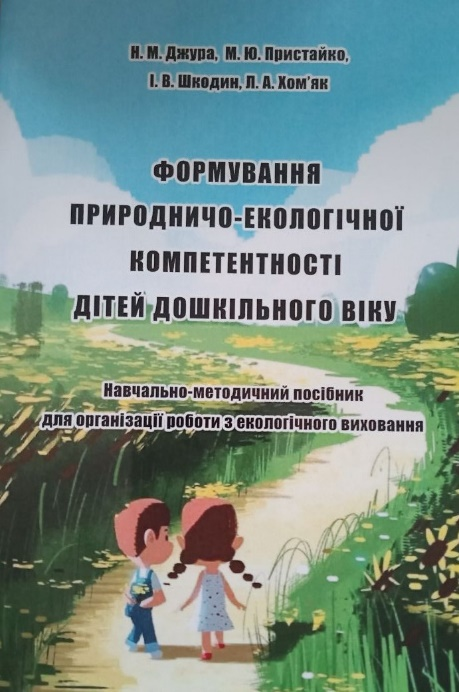 Н. М. Джура, М. Ю. Пристайко,
І. В. Шкодин, Л. А. Хом'як
ФОРМУВАННЯ
ПРИРОДНИЧО-ЕКОЛОГІЧНОЇ
КОМПЕТЕНТНОСТІ
ДІТЕЙ ДОШКІЛЬНОГО ВІКУ
Навчально-методичний посібник
для організації роботи з екологічного виховання